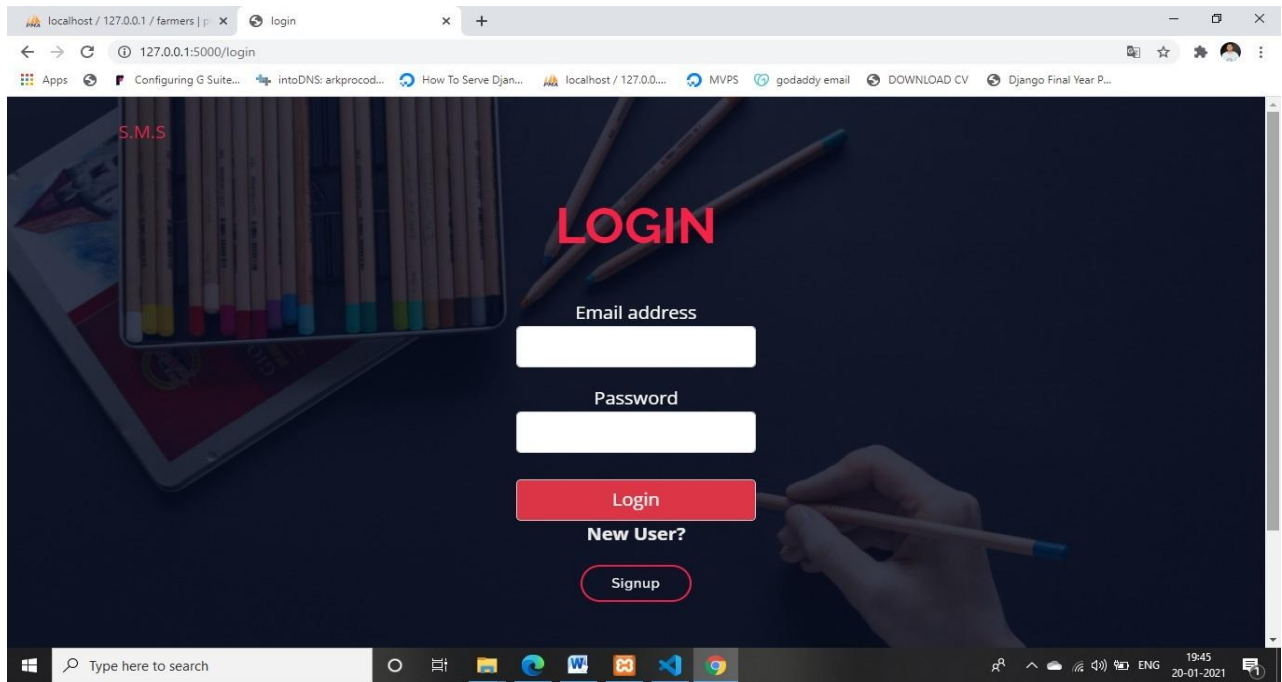 localhost / 127.0.0.1 / farmers | p
login
127.0.0.1:5000/login
Apps
Configuring G Suite...
intoDNS: arkprocod...
How To Serve Djan...
localhost / 127.0.0....
MVPS
godaddy email
DOWNLOAD CV
Django Final Year P...
S.M.S
LOGIN
Email address
Password
Login
New User?
Signup
Type here to search
ENG
19:45
20-01-2021